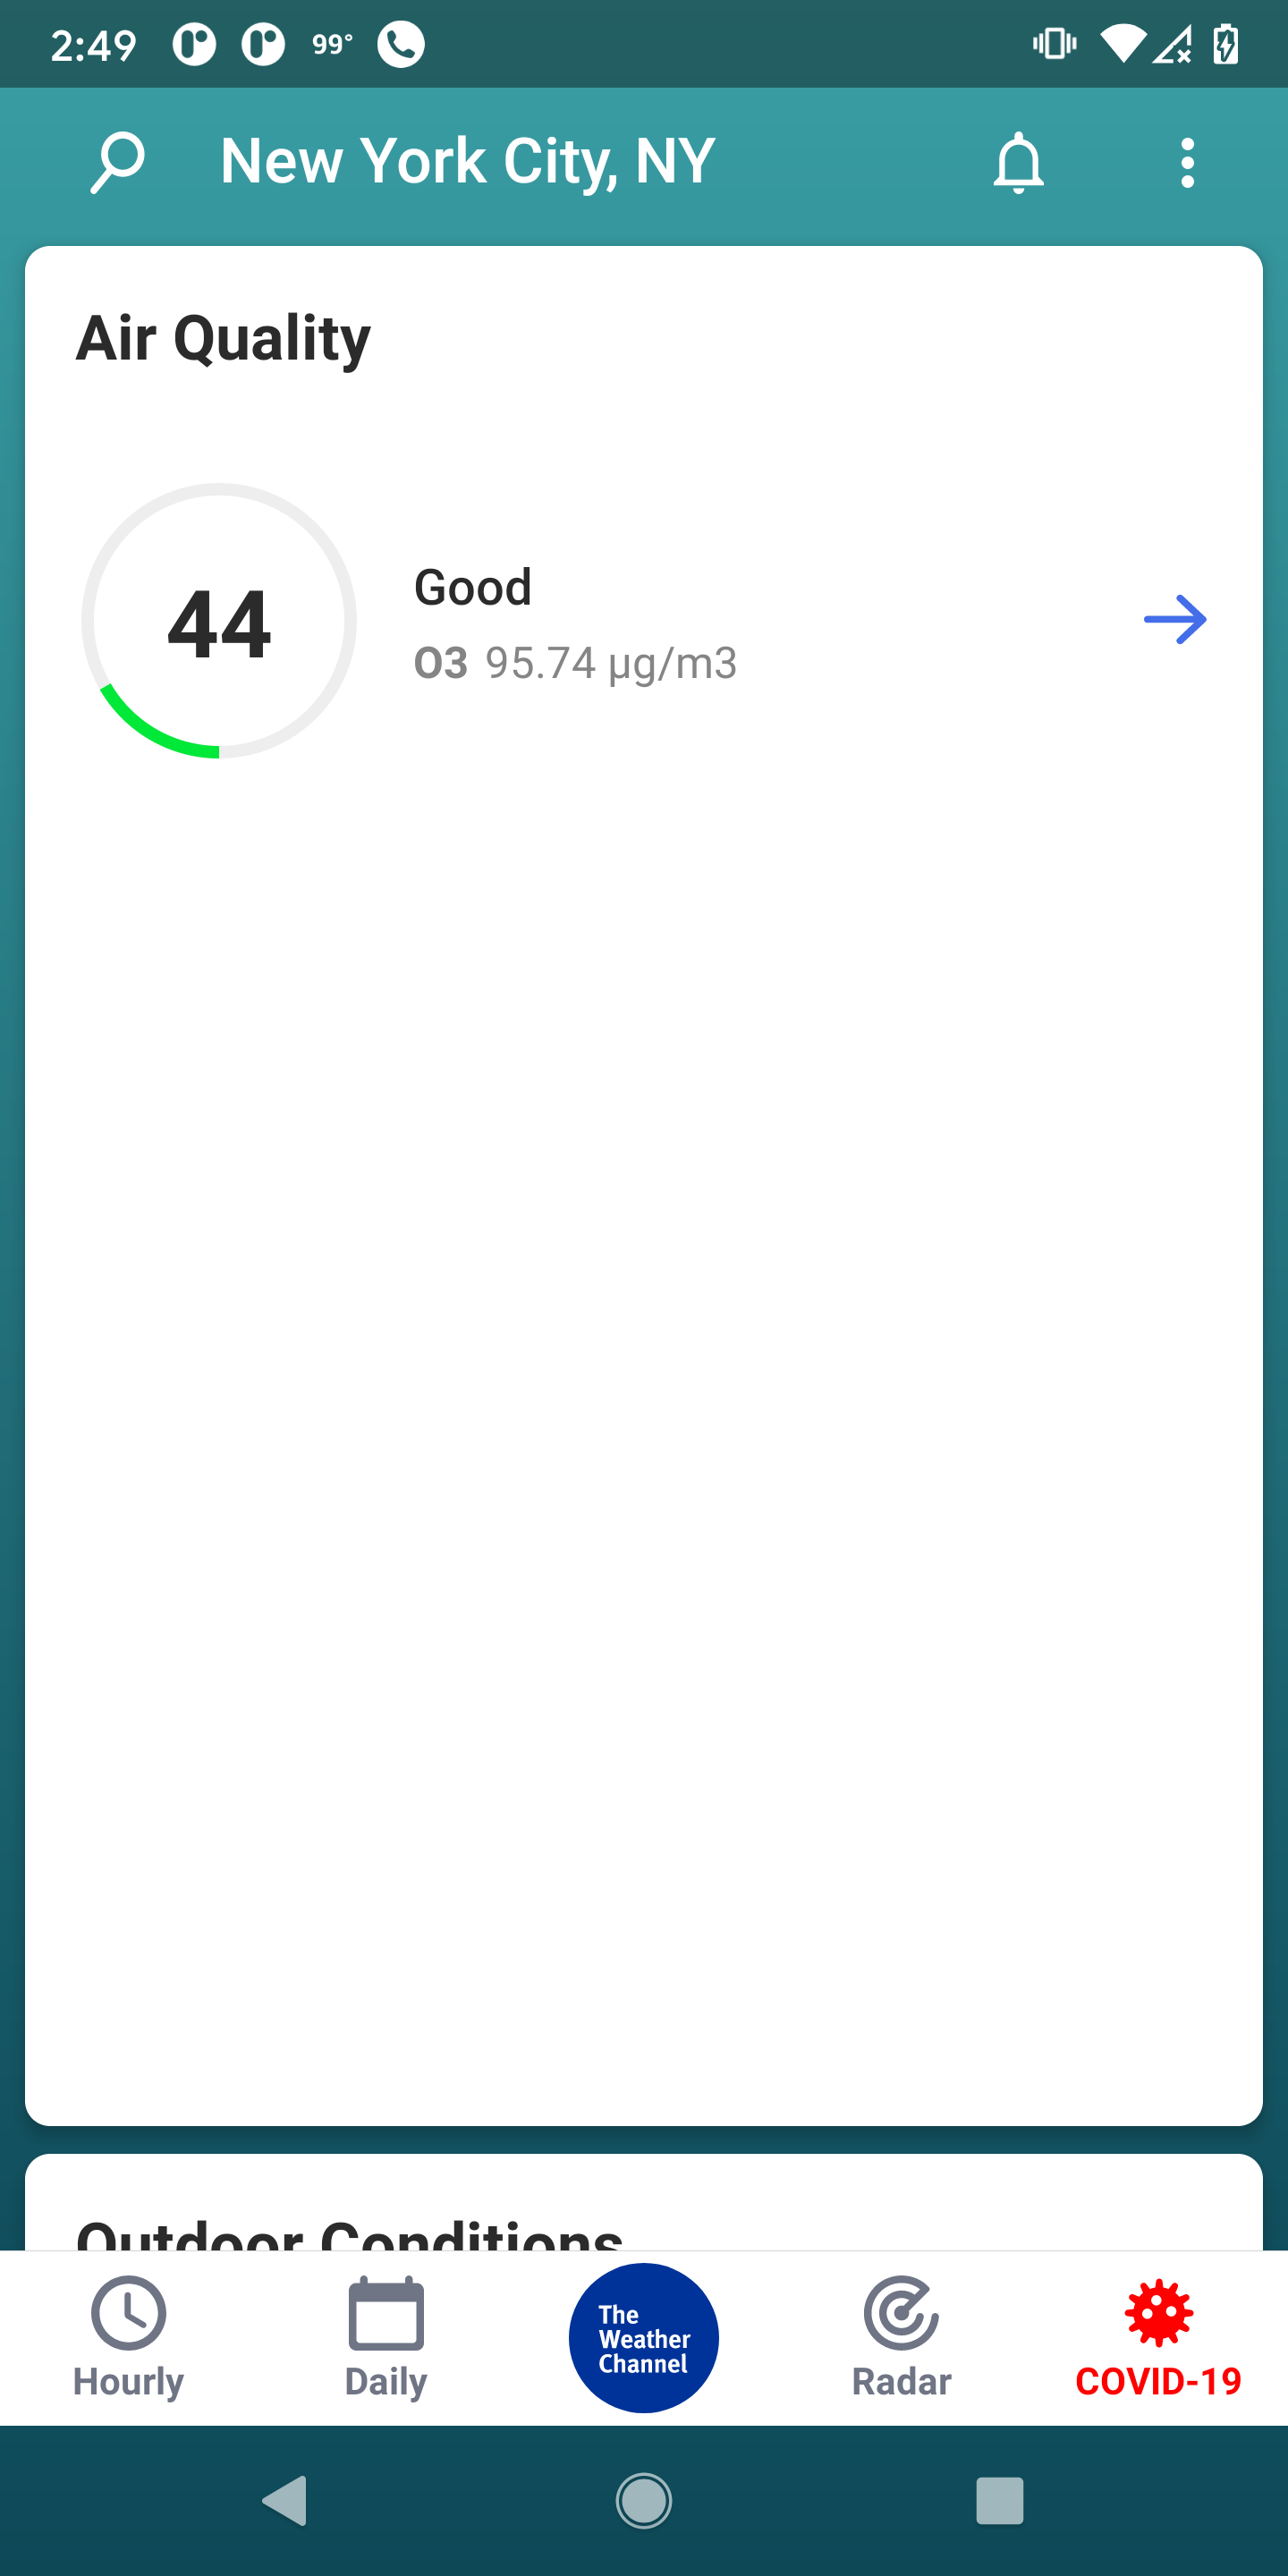 2:49 99°
New York City, NY
Air Quality
44
Good
O3 95.74 µg/m3
Outdoor Conditions
Hourly
Daily
The
Weather
Channel
Radar
COVID-19